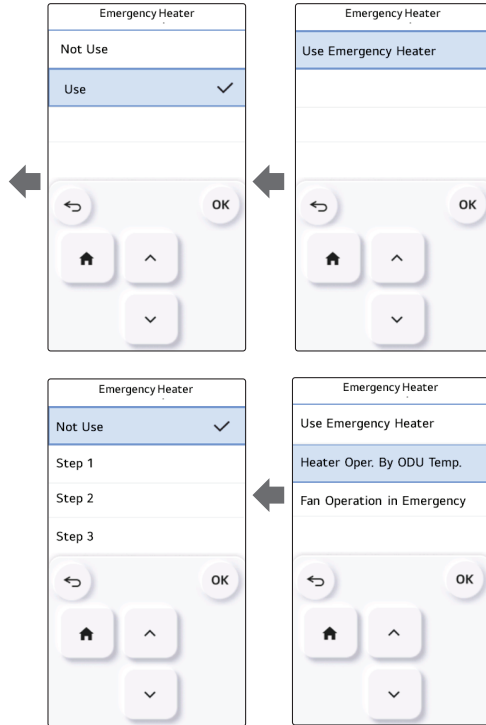 Emergency Heater
Not Use
Use
OK
Emergency Heater
Use Emergency Heater
OK
Emergency Heater
Not Use
Step 1
Step 2
Step 3
OK
Emergency Heater
Use Emergency Heater
Heater Oper. By ODU Temp.
Fan Operation in Emergency
OK